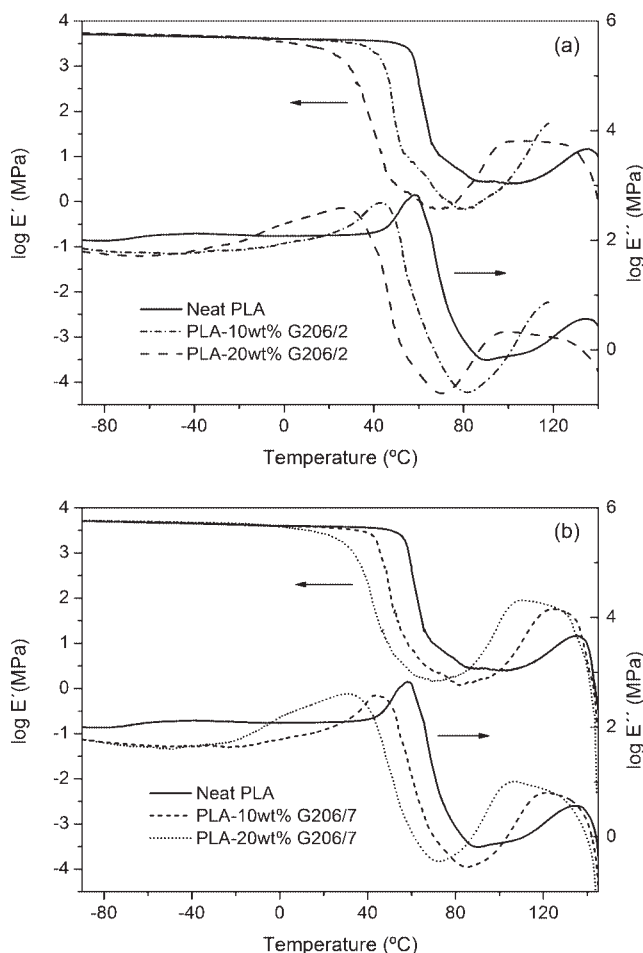 (a)
4
3
2
1
0
-1
-2
-3
-4
log E´ (MPa)
6
4
2
0
log E´´ (MPa)
Neat PLA
PLA-10wt% G206/2
PLA-20wt% G206/2
-80 -40 0 40 80 120
Temperature (ºC)
(b)
4
3
2
1
0
-1
-2
-3
-4
log E´(MPa)
6
4
2
0
log E´´ (MPa)
Neat PLA
PLA-10wt% G206/7
PLA-20wt% G206/7
-80 -40 0 40 80 120
Temperature (ºC)